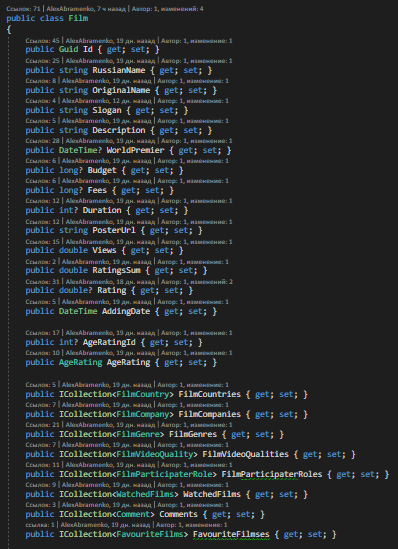 Ссылок: 71 | AlexAbramenko, 7 ч назад | Автор: 1, изменений: 4
public class Film
{
Ссылок: 45 | AlexAbramenko, 19 дн. назад | Автор: 1, изменение: 1
public Guid Id { get; set; }
Ссылок: 25 | AlexAbramenko, 19 дн. назад | Автор: 1, изменение: 1
public string RussianName { get; set; }
Ссылок: 8 | AlexAbramenko, 19 дн. назад | Автор: 1, изменение: 1
public string OriginalName { get; set; }
Ссылок: 4 | AlexAbramenko, 12 дн. назад | Автор: 1, изменение: 1
public string Slogan { get; set; }
Ссылок: 5 | AlexAbramenko, 19 дн. назад | Автор: 1, изменение: 1
public string Description { get; set; }
Ссылок: 28 | AlexAbramenko, 19 дн. назад | Автор: 1, изменение: 1
public DateTime? WorldPremier { get; set; }
Ссылок: 6 | AlexAbramenko, 19 дн. назад | Автор: 1, изменение: 1
public long? Budget { get; set; }
Ссылок: 6 | AlexAbramenko, 19 дн. назад | Автор: 1, изменение: 1
public long? Fees { get; set; }
Ссылок: 12 | AlexAbramenko, 19 дн. назад | Автор: 1, изменение: 1
public int? Duration { get; set; }
Ссылок: 12 | AlexAbramenko, 19 дн. назад | Автор: 1, изменение: 1
public string PosterUrl { get; set; }
Ссылок: 15 | AlexAbramenko, 19 дн. назад | Автор: 1, изменение: 1
public double Views { get; set; }
Ссылок: 2 | AlexAbramenko, 19 дн. назад | Автор: 1, изменение: 1
public double RatingsSum { get; set; }
Ссылок: 31 | AlexAbramenko, 18 дн. назад | Автор: 1, изменений: 2
public double? Rating { get; set; }
Ссылок: 5 | AlexAbramenko, 19 дн. назад | Автор: 1, изменение: 1
public DateTime AddingDate { get; set; }
Ссылок: 17 | AlexAbramenko, 19 дн. назад | Автор: 1, изменение: 1
public int? AgeRatingId { get; set; }
Ссылок: 10 | AlexAbramenko, 19 дн. назад | Автор: 1, изменение: 1
public AgeRating AgeRating { get; set; }
Ссылок: 5 | AlexAbramenko, 19 дн. назад | Автор: 1, изменение: 1
public ICollection<FilmCountry> FilmCountries { get; set; }
Ссылок: 7 | AlexAbramenko, 19 дн. назад | Автор: 1, изменение: 1
public ICollection<FilmCompany> FilmCompanies { get; set; }
Ссылок: 21 | AlexAbramenko, 19 дн. назад | Автор: 1, изменение: 1
public ICollection<FilmGenre> FilmGenres { get; set; }
Ссылок: 7 | AlexAbramenko, 19 дн. назад | Автор: 1, изменение: 1
public ICollection<FilmVideoQuality> FilmVideoQualities { get; set; }
Ссылок: 11 | AlexAbramenko, 19 дн. назад | Автор: 1, изменение: 1
public ICollection<FilmParticipaterRole> FilmParticipaterRoles { get; set; }
Ссылок: 9 | AlexAbramenko, 19 дн. назад | Автор: 1, изменение: 1
public ICollection<WatchedFilms> WatchedFilms { get; set; }
Ссылок: 3 | AlexAbramenko, 19 дн. назад | Автор: 1, изменение: 1
public ICollection<Comment> Comments { get; set; }
ссылка: 1 | AlexAbramenko, 19 дн. назад | Автор: 1, изменение: 1
public ICollection<FavouriteFilms> FavouriteFilmses { get; set; }